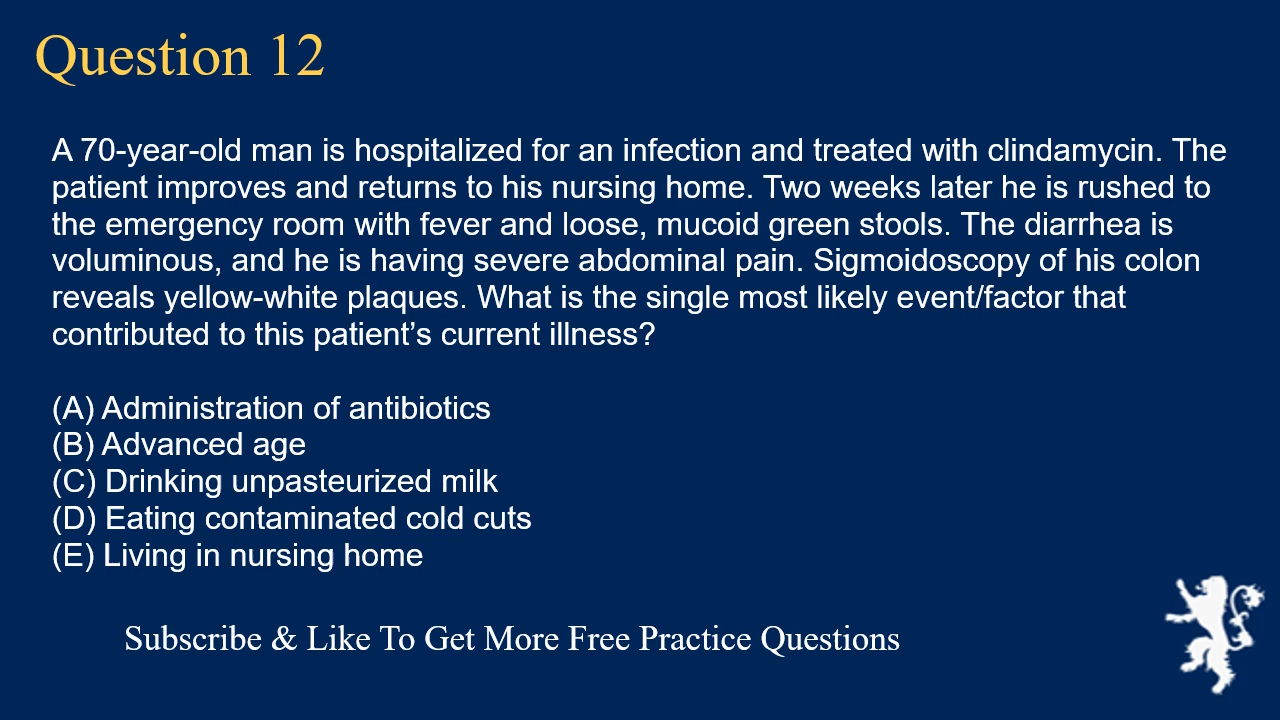 Question 12
A 70-year-old man is hospitalized for an infection and treated with clindamycin. The
patient improves and returns to his nursing home. Two weeks later he is rushed to
the emergency room with fever and loose, mucoid green stools. The diarrhea is
voluminous, and he is having severe abdominal pain. Sigmoidoscopy of his colon
reveals yellow-white plaques. What is the single most likely event/factor that
contributed to this patient’s current illness?
(A) Administration of antibiotics
(B) Advanced age
(C) Drinking unpasteurized milk
(D) Eating contaminated cold cuts
(E) Living in nursing home
Subscribe & Like To Get More Free Practice Questions